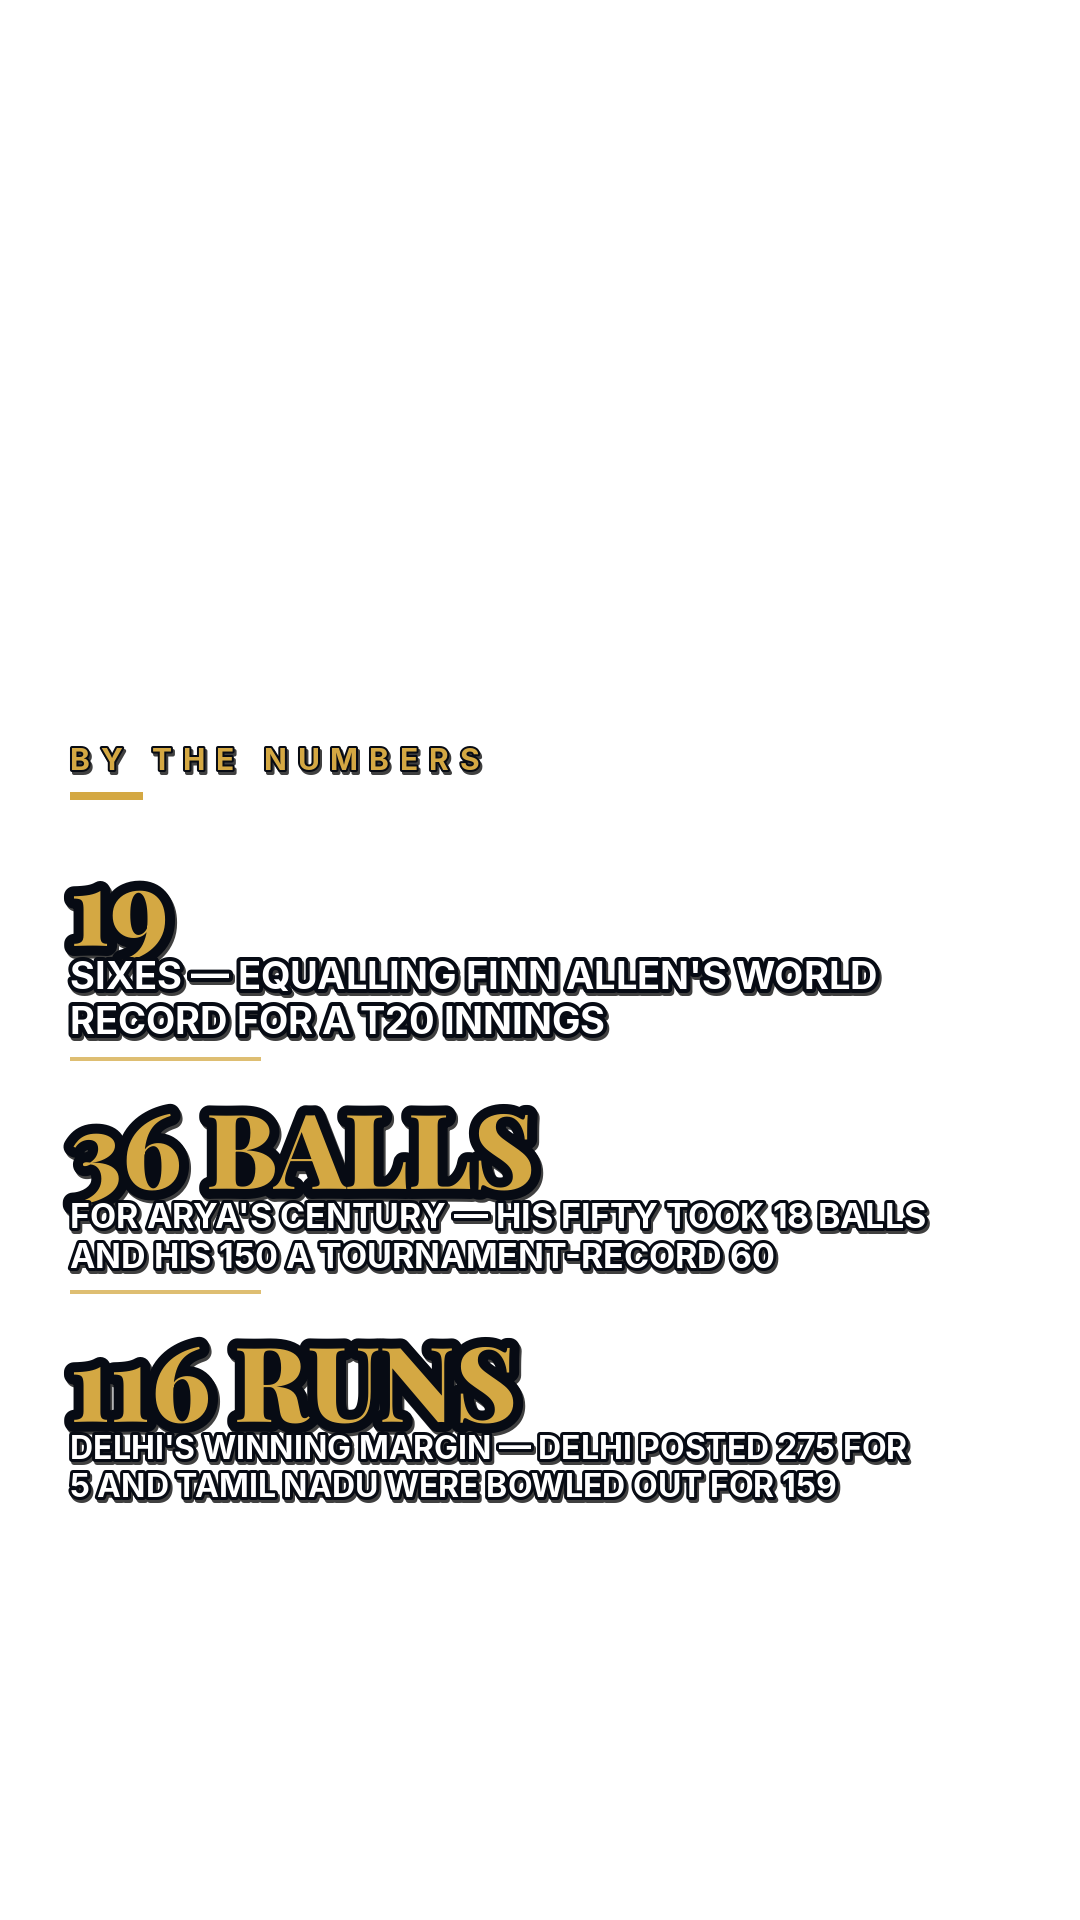 BY THE NUMBERS
19
SIXES — EQUALLING FINN ALLEN'S WORLD
RECORD FOR A T20 INNINGS
36 BALLS
FOR ARYA'S CENTURY — HIS FIFTY TOOK 18 BALLS
AND HIS 150 A TOURNAMENT-RECORD 60
116 RUNS
DELHI'S WINNING MARGIN — DELHI POSTED 275 FOR
5 AND TAMIL NADU WERE BOWLED OUT FOR 159